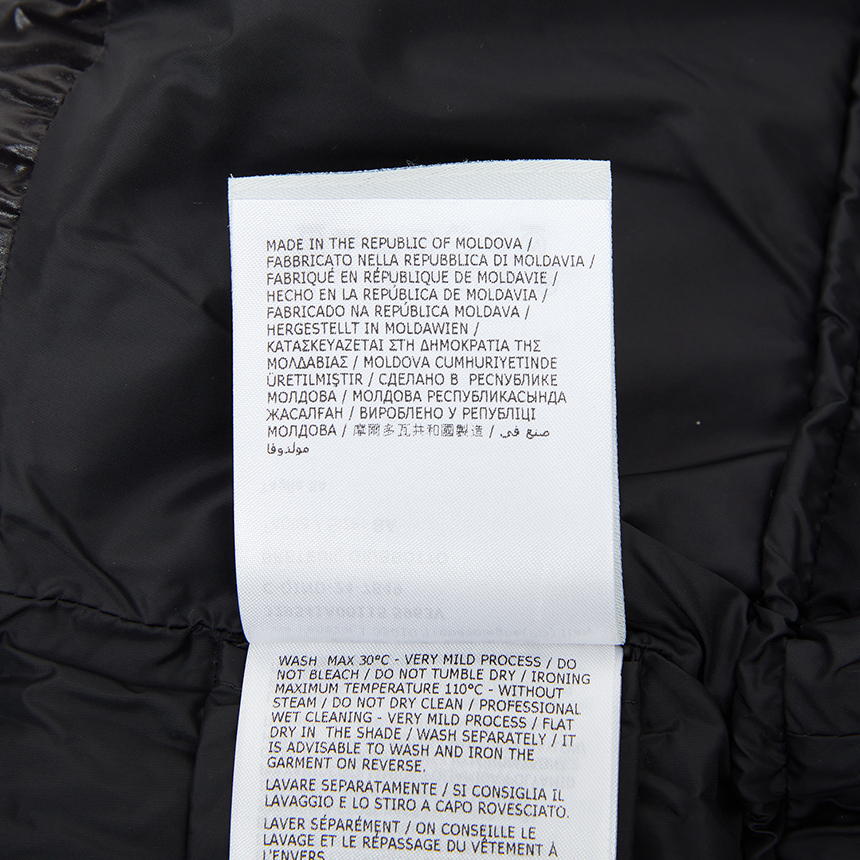 MADE IN THE REPUBLIC OF MOLDOVA /
FABBRICATO NELLA REPUBBLICA DI MOLDAVIA /
FABRIQUÉ EN RÉPUBLIQUE DE MOLDAVIE /
HECHO EN LA REPÚBLICA DE MOLDAVIA /
FABRICADO NA REPÚBLICA MOLDAVA /
HERGESTELLT IN MOLDAWIEN /
ΚΑΤΑΣΚΕΥΑΖΕΤΑΙ ΣΤΗ ΔΗΜΟΚΡΑΤΙΑ ΤΗΣ
ΜΟΛΔΑΒΙΑΣ / MOLDOVA CUMHURIYETINDE
ÜRETILMIŞTIR / СДЕЛАНО В РЕСПУБЛИКЕ
МОЛДОВА / МОЛДОВА РЕСПУБЛИКАСЫНДА
ЖАСАЛҒАН / ВИРОБЛЕНО У РЕПУБЛІЦІ
МОЛДОВА / 摩爾多瓦共和國製造 / صنع في
مولدوفا
WASH MAX 30°C - VERY MILD PROCESS / DO
NOT BLEACH / DO NOT TUMBLE DRY / IRONING
MAXIMUM TEMPERATURE 110°C - WITHOUT
STEAM / DO NOT DRY CLEAN / PROFESSIONAL
WET CLEANING - VERY MILD PROCESS / FLAT
DRY IN THE SHADE / WASH SEPARATELY / IT
IS ADVISABLE TO WASH AND IRON THE
GARMENT ON REVERSE.
LAVARE SEPARATAMENTE / SI CONSIGLIA IL
LAVAGGIO E LO STIRO A CAPO ROVESCIATO.
LAVER SÉPARÉMENT / ON CONSEILLE LE
LAVAGE ET LE RÉPASSAGE DU VÊTEMENT À
L'ENVERS.